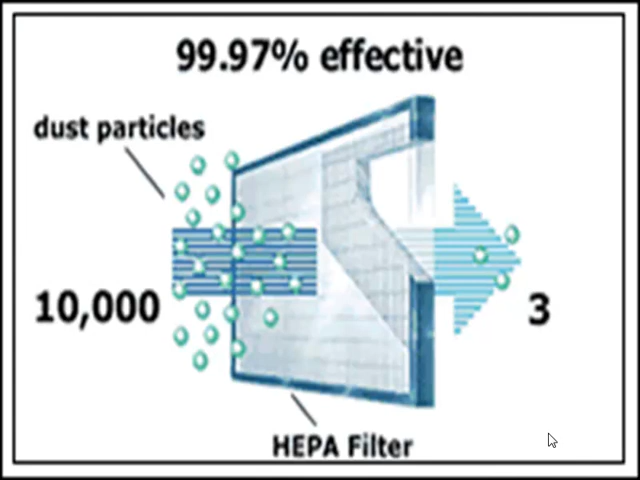 99.97% effective
dust particles
10,000
3
HEPA Filter